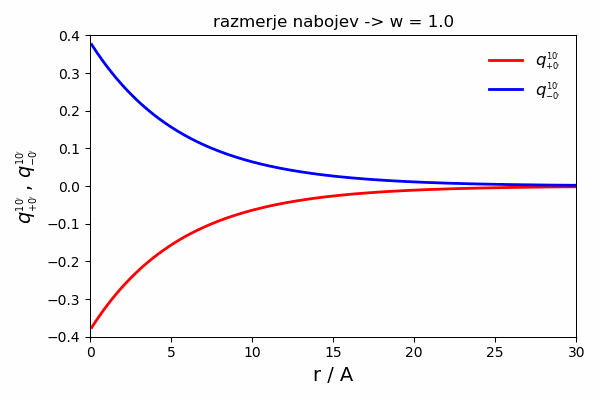 razmerje nabojev -> w = 1.0
q₊₀′¹⁰′ , q₋₀′¹⁰′
0.4
0.3
0.2
0.1
0.0
−0.1
−0.2
−0.3
−0.4
q₊₀′¹⁰′
q₋₀′¹⁰′
0 5 10 15 20 25 30
r / A